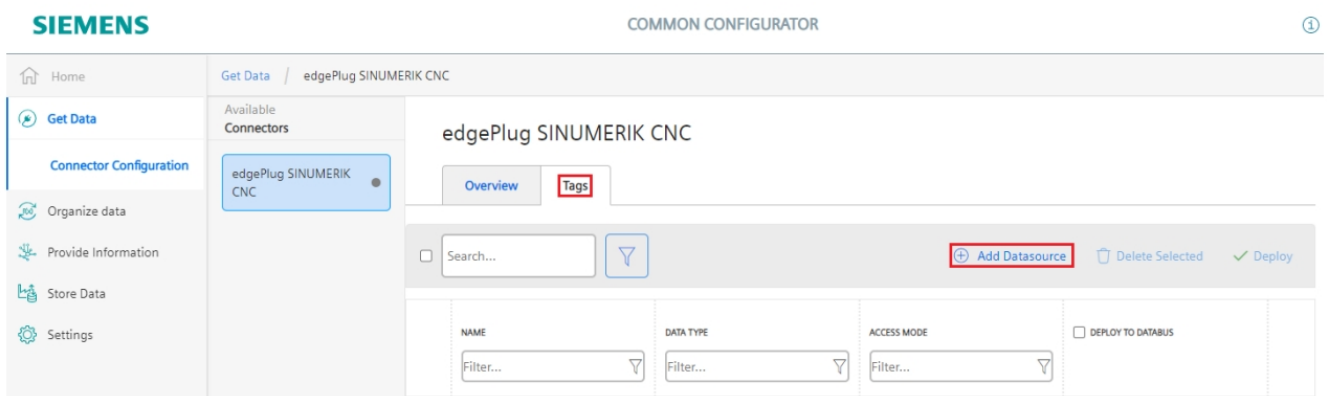 SIEMENS
COMMON CONFIGURATOR
Home
Get Data / edgePlug SINUMERIK CNC
Get Data
Connector Configuration
Organize data
Provide Information
Store Data
Settings
Available
Connectors
edgePlug SINUMERIK
CNC
edgePlug SINUMERIK CNC
Overview Tags
Search... Add Datasource Delete Selected Deploy
NAME DATA TYPE ACCESS MODE DEPLOY TO DATABUS
Filter... Filter... Filter...